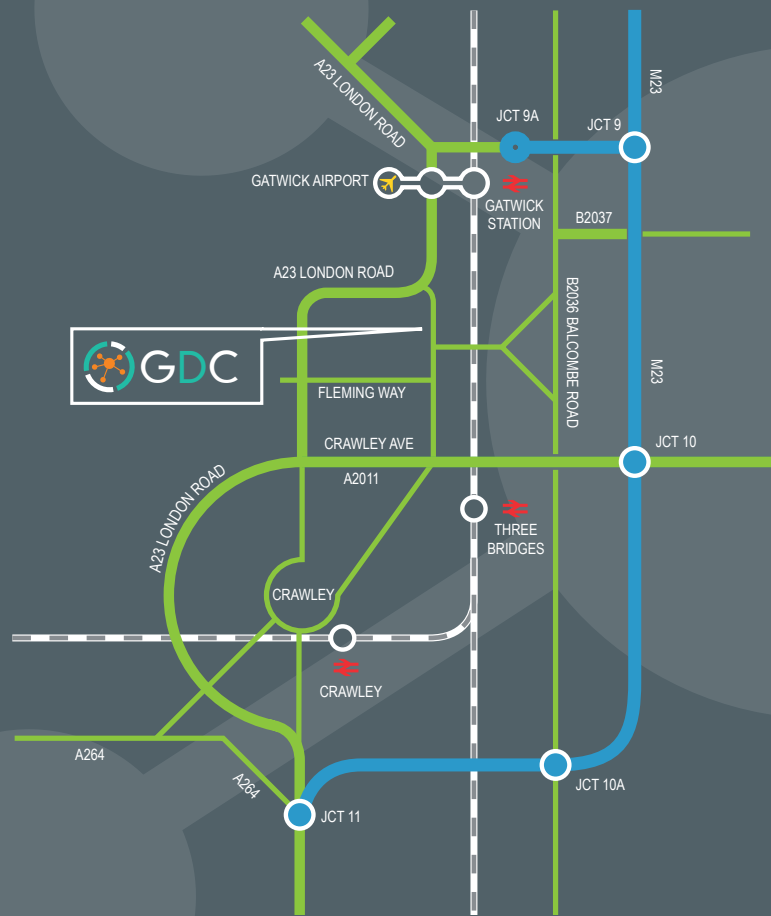 A23 LONDON ROAD
M23
JCT 9A
JCT 9
GATWICK AIRPORT
GATWICK
STATION
B2037
A23 LONDON ROAD
B2036 BALCOMBE ROAD
GDC
M23
FLEMING WAY
CRAWLEY AVE
JCT 10
A2011
A23 LONDON ROAD
THREE
BRIDGES
CRAWLEY
CRAWLEY
A264
A264
JCT 10A
JCT 11